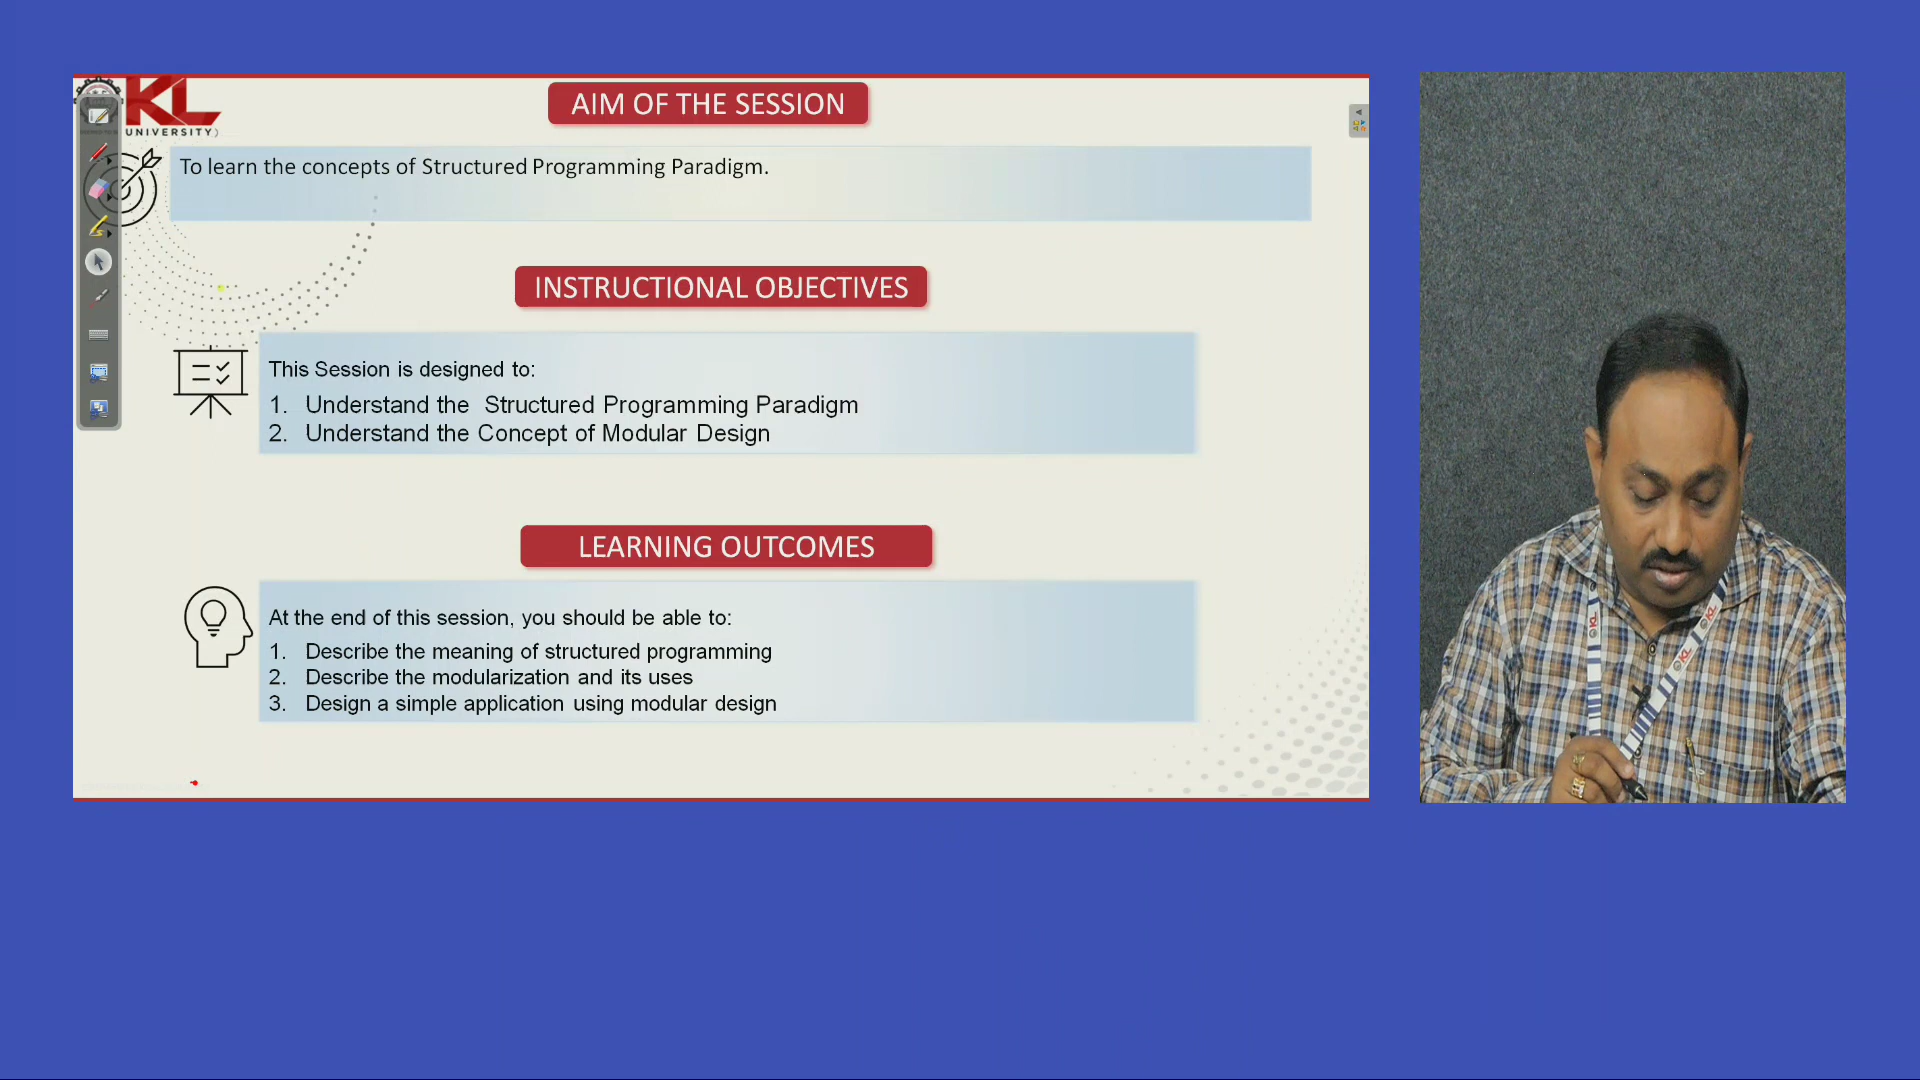 KL
UNIVERSITY)
AIM OF THE SESSION
To learn the concepts of Structured Programming Paradigm.
INSTRUCTIONAL OBJECTIVES
This Session is designed to:
1. Understand the Structured Programming Paradigm
2. Understand the Concept of Modular Design
LEARNING OUTCOMES
At the end of this session, you should be able to:
1. Describe the meaning of structured programming
2. Describe the modularization and its uses
3. Design a simple application using modular design
KL
KL
KL